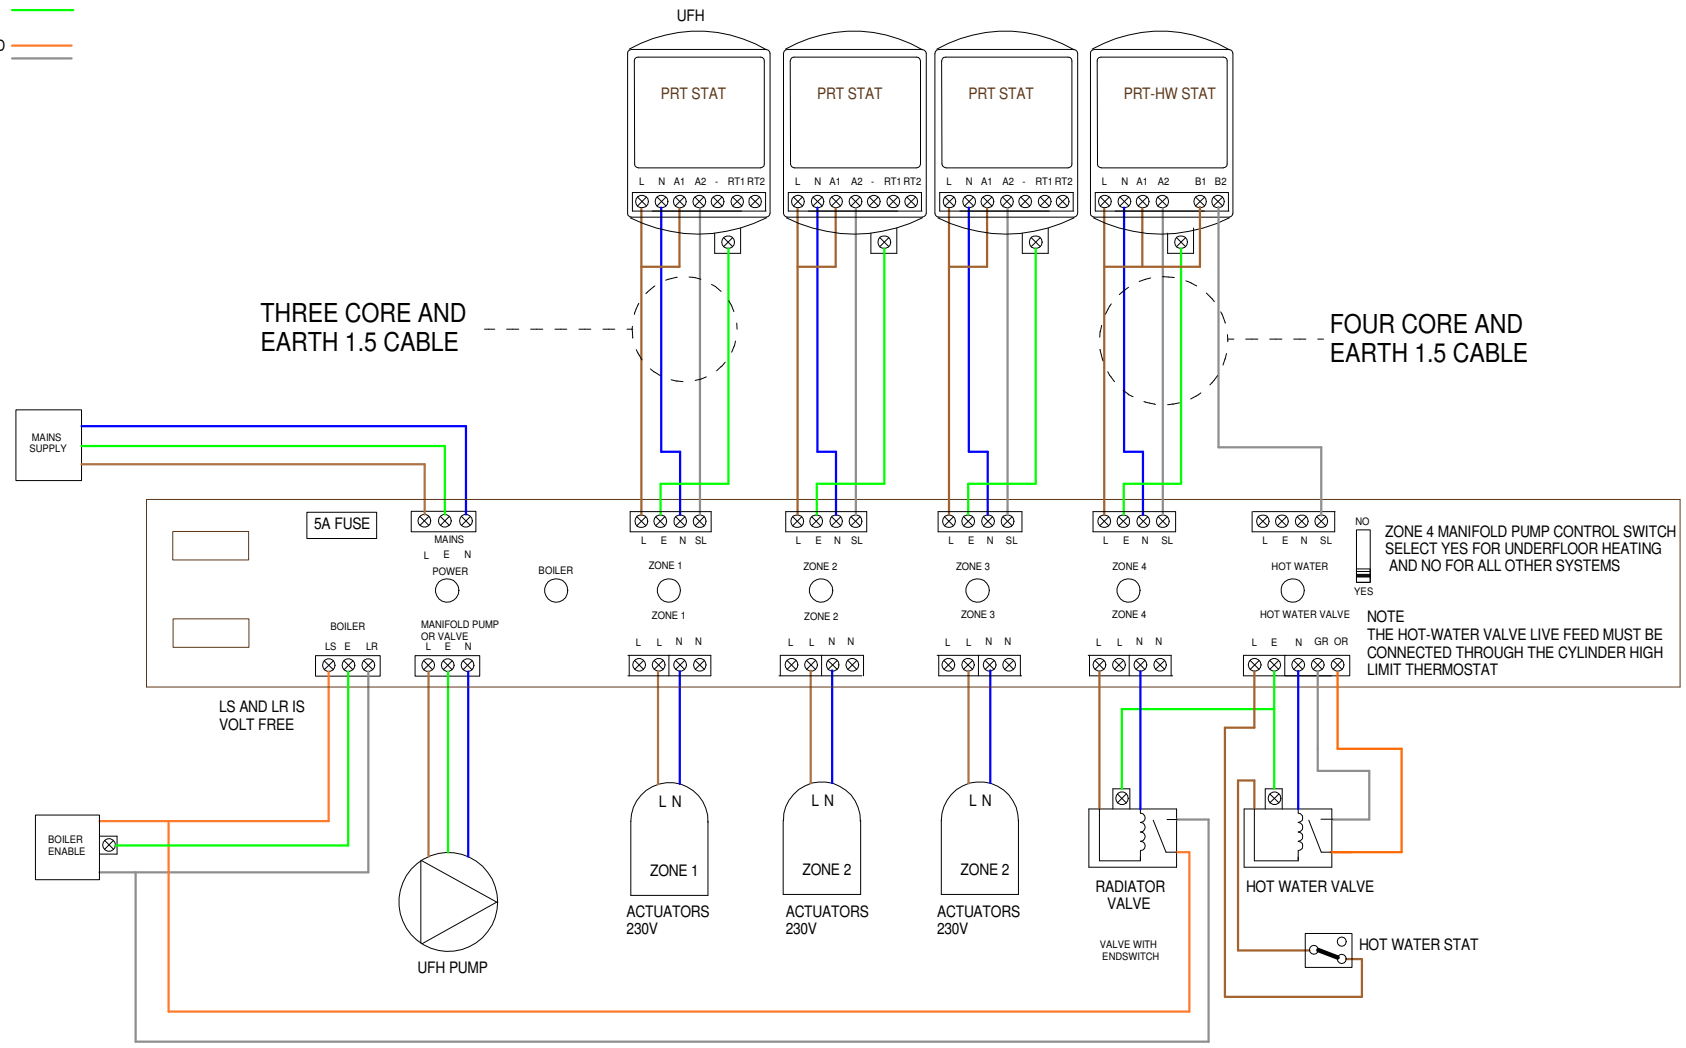 UFH
PRT STAT
PRT STAT
PRT STAT
PRT-HW STAT
L N A1 A2 - RT1 RT2
L N A1 A2 - RT1 RT2
L N A1 A2 - RT1 RT2
L N A1 A2 B1 B2
THREE CORE AND
EARTH 1.5 CABLE
FOUR CORE AND
EARTH 1.5 CABLE
MAINS
SUPPLY
5A FUSE
MAINS
L E N
POWER
BOILER
L E N SL
ZONE 1
ZONE 1
L L N N
L E N SL
ZONE 2
ZONE 2
L L N N
L E N SL
ZONE 3
ZONE 3
L L N N
L E N SL
ZONE 4
ZONE 4
L L N N
L E N SL
HOT WATER
HOT WATER VALVE
L E N GR OR
NO
YES
ZONE 4 MANIFOLD PUMP CONTROL SWITCH
SELECT YES FOR UNDERFLOOR HEATING
AND NO FOR ALL OTHER SYSTEMS
NOTE
THE HOT-WATER VALVE LIVE FEED MUST BE
CONNECTED THROUGH THE CYLINDER HIGH
LIMIT THERMOSTAT
BOILER
LS E LR
MANIFOLD PUMP
OR VALVE
L E N
LS AND LR IS
VOLT FREE
BOILER
ENABLE
UFH PUMP
L N
ZONE 1
ACTUATORS
230V
L N
ZONE 2
ACTUATORS
230V
L N
ZONE 2
ACTUATORS
230V
RADIATOR
VALVE
VALVE WITH
ENDSWITCH
HOT WATER VALVE
HOT WATER STAT